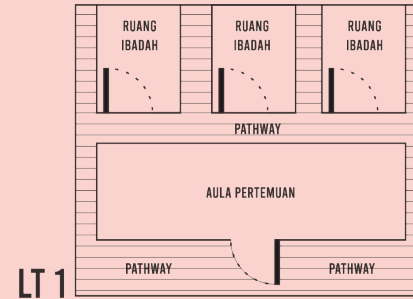 RUANG
IBADAH
RUANG
IBADAH
RUANG
IBADAH
PATHWAY
AULA PERTEMUAN
PATHWAY
PATHWAY
LT 1